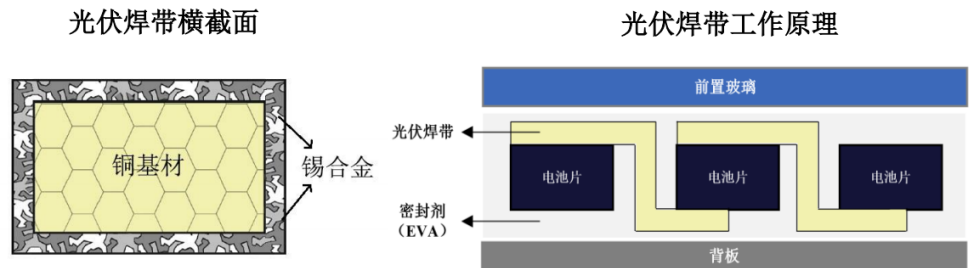 光伏焊带横截面
光伏焊带工作原理
铜基材
锡合金
前置玻璃
光伏焊带
电池片
电池片
电池片
密封剂
（EVA）
背板